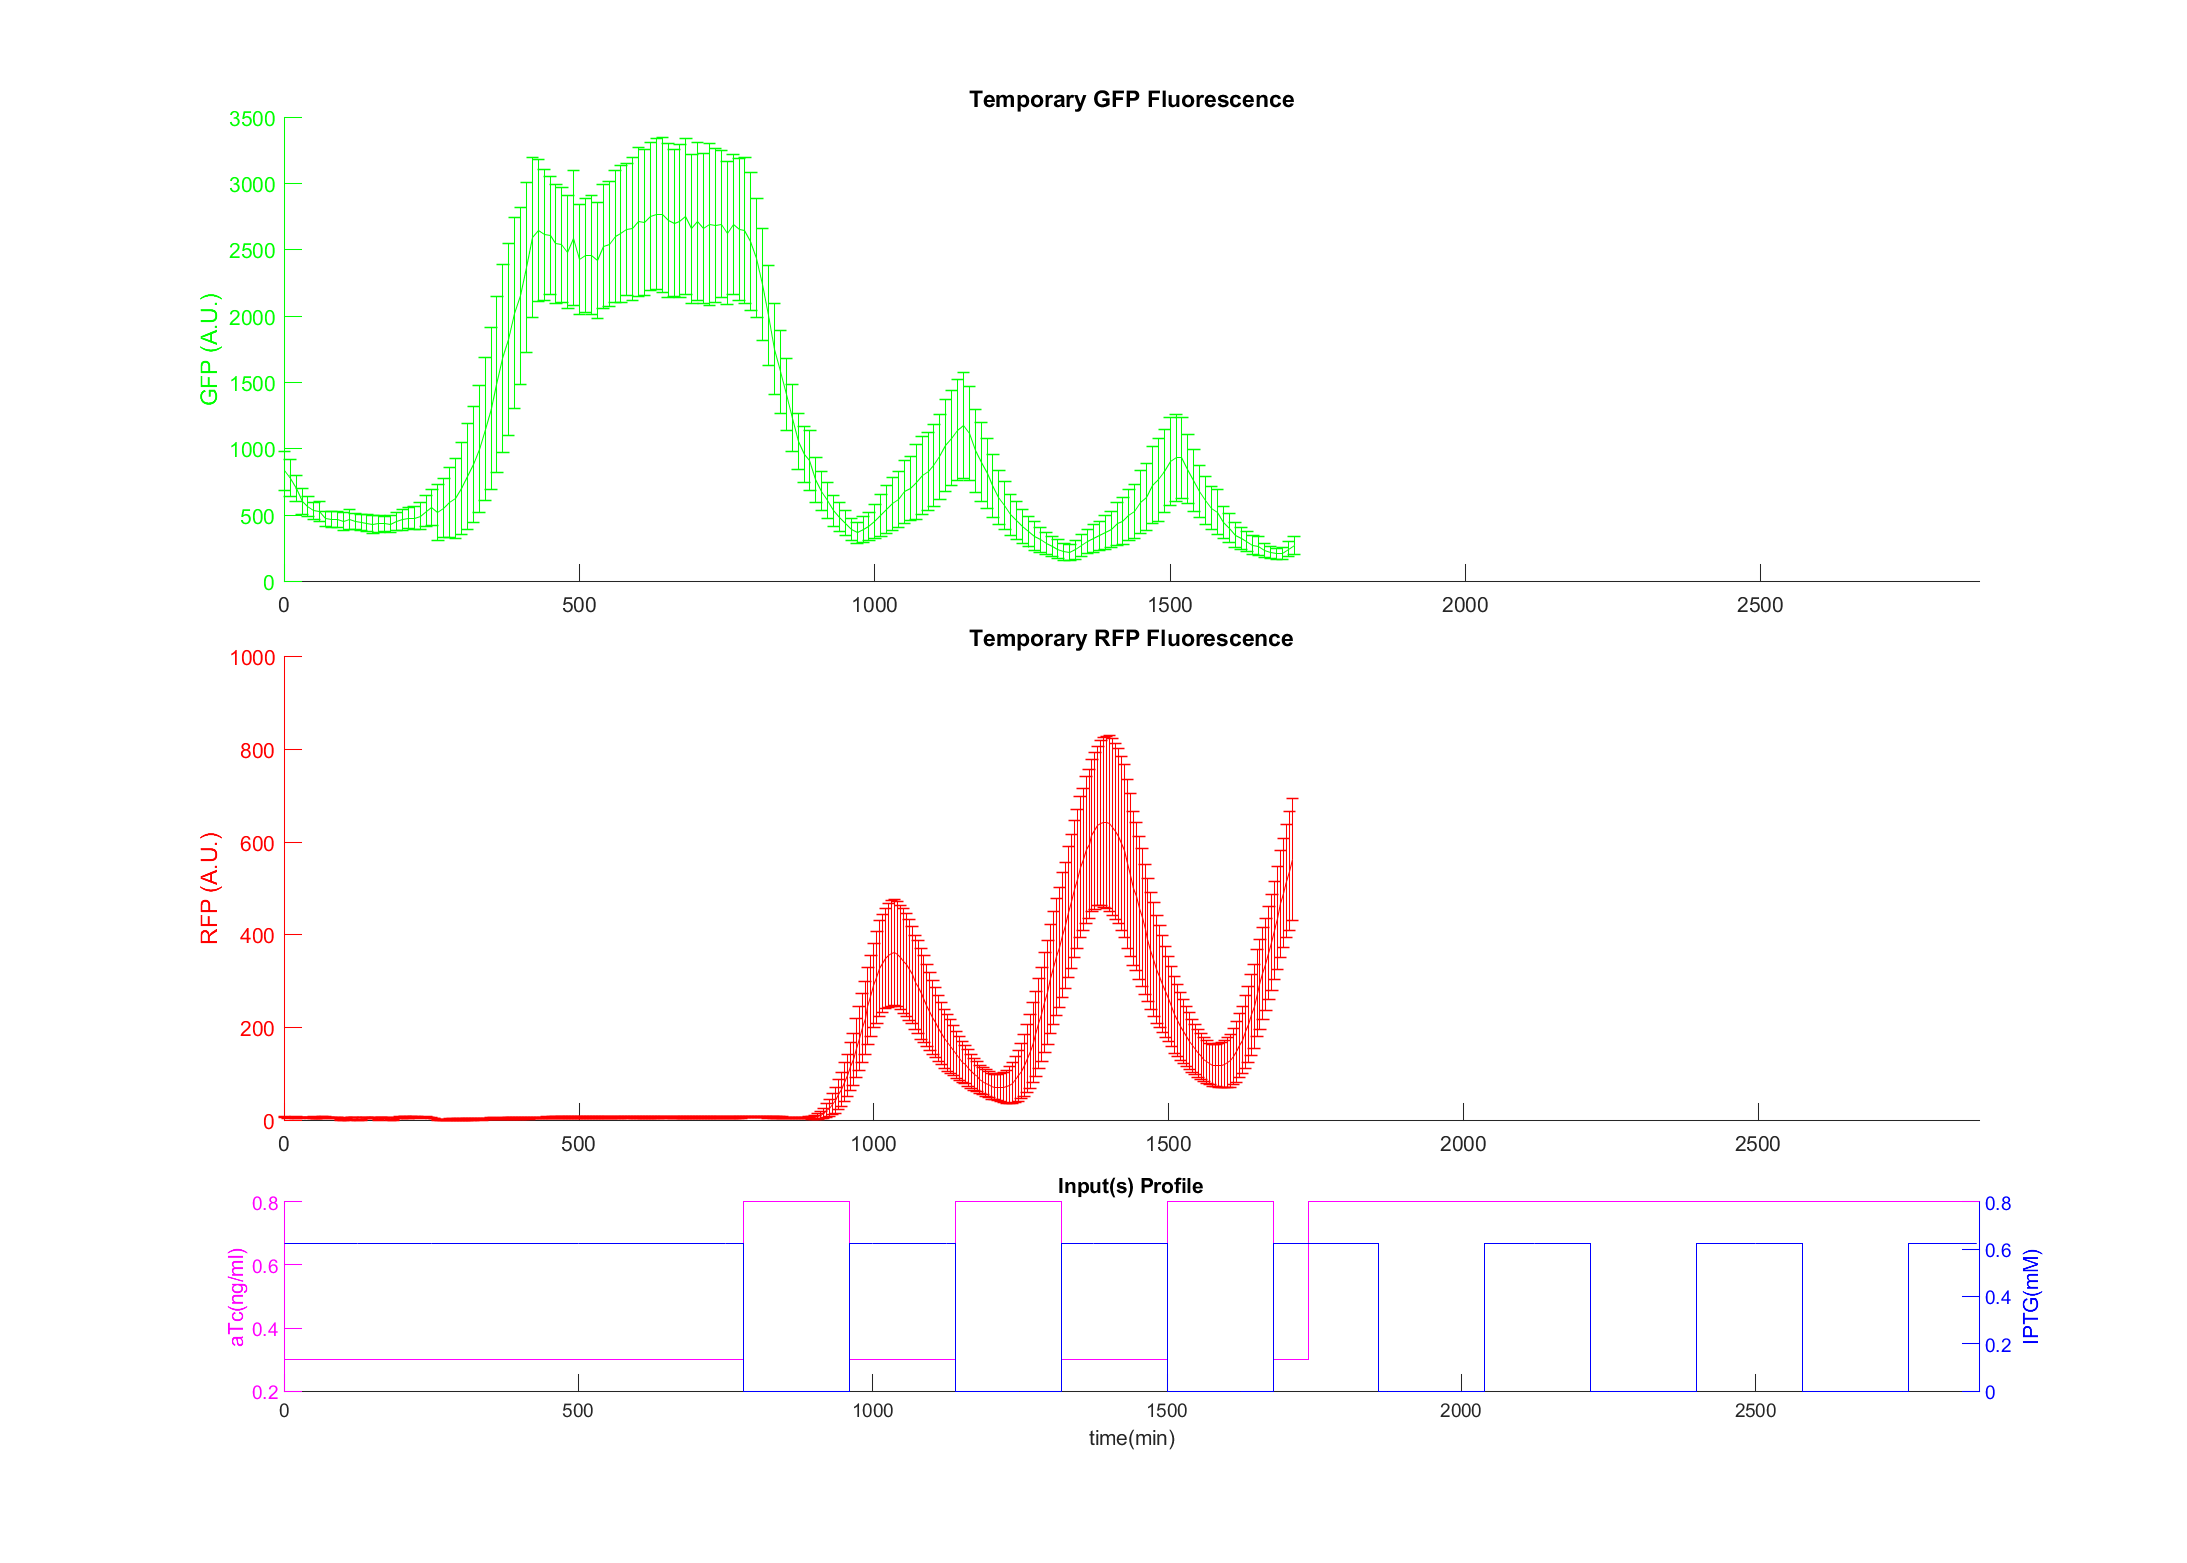 Temporary GFP Fluorescence
3500
3000
2500
2000
1500
1000
500
0
GFP (A.U.)
0 500 1000 1500 2000 2500
Temporary RFP Fluorescence
1000
800
600
400
200
0
RFP (A.U.)
0 500 1000 1500 2000 2500
Input(s) Profile
0.8
0.6
0.4
0.2
aTc(ng/ml)
0.8
0.6
0.4
0.2
0
IPTG(mM)
0 500 1000 1500 2000 2500
time(min)